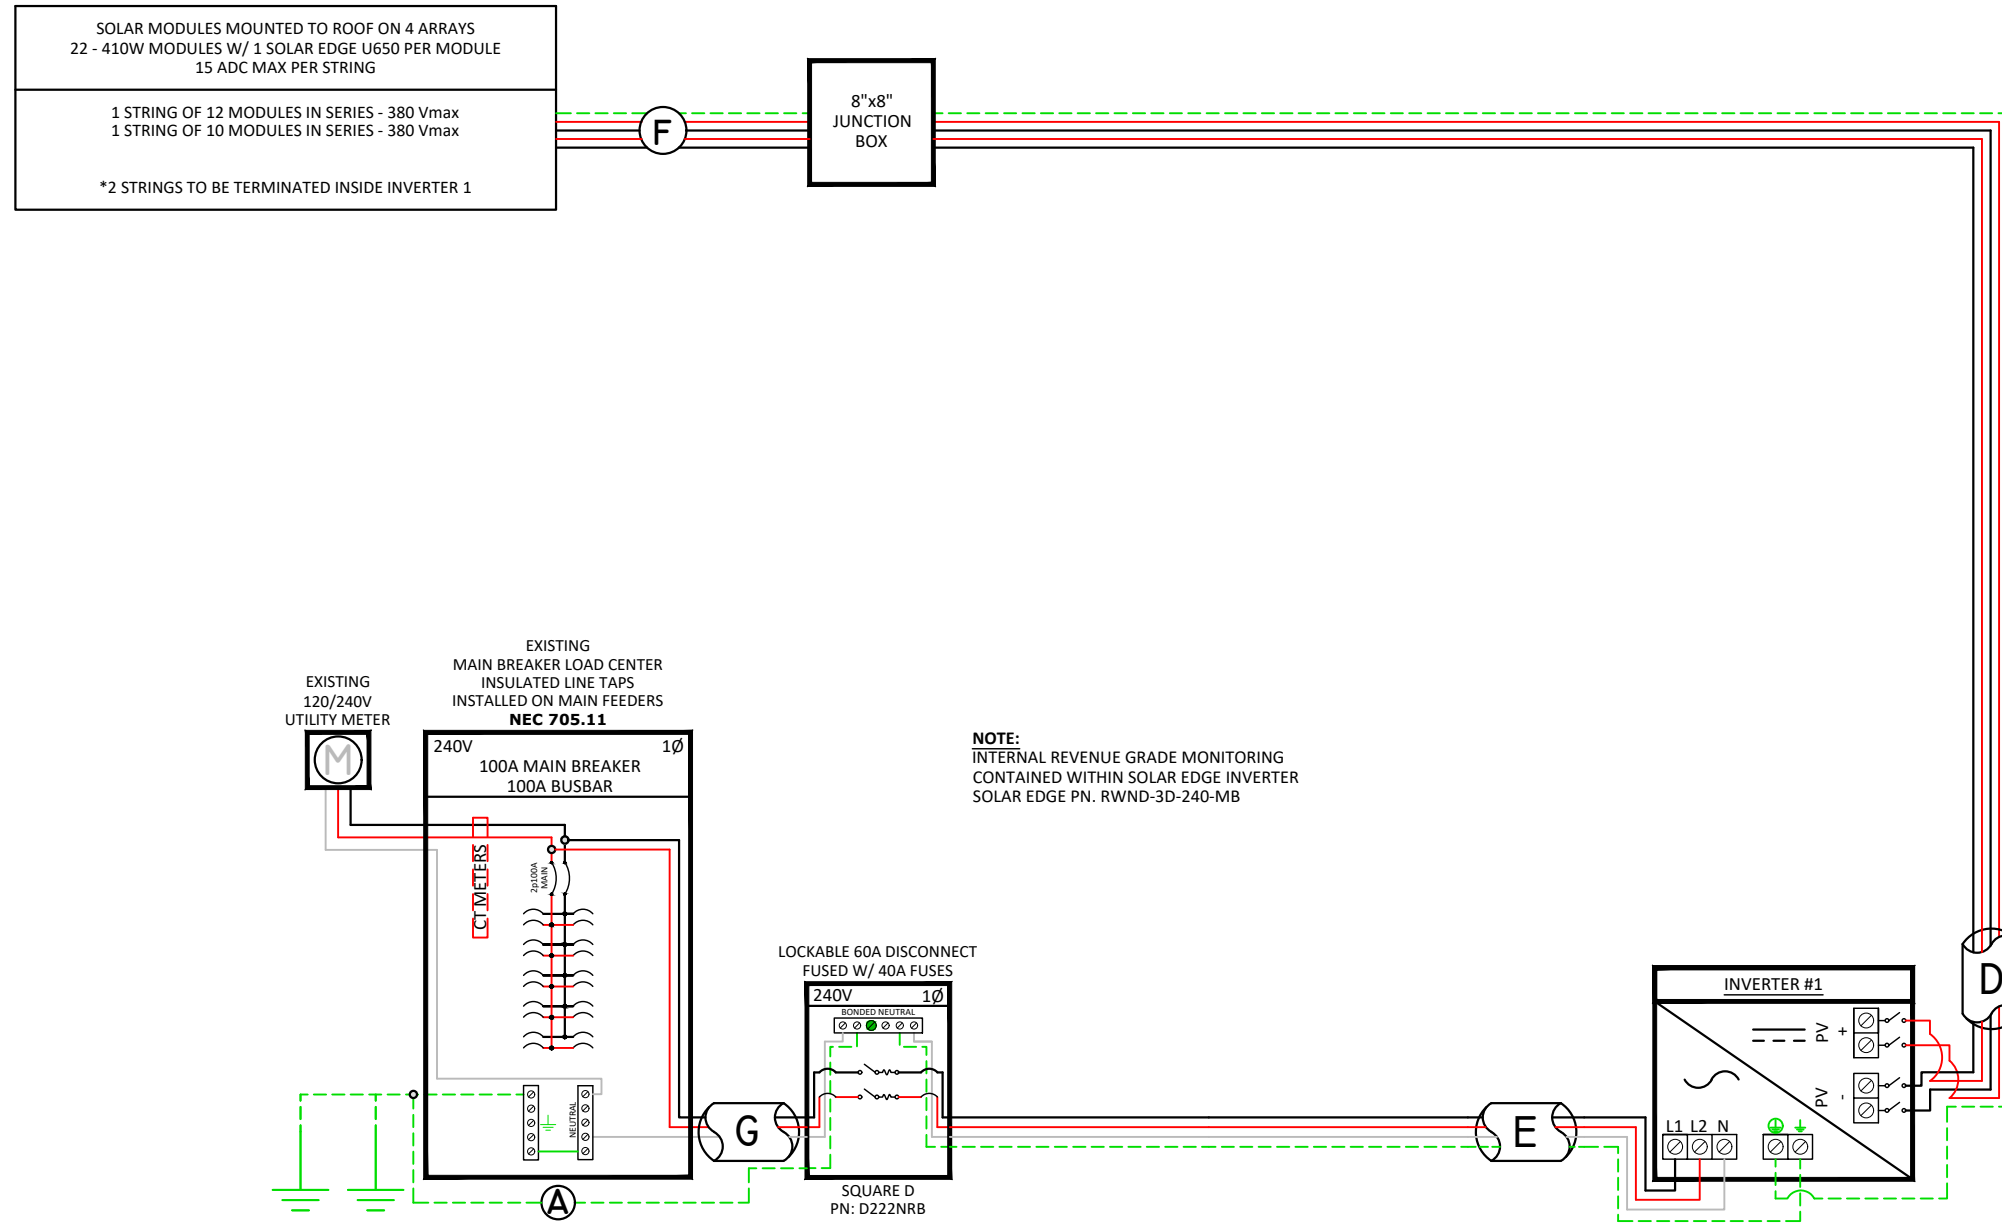 SOLAR MODULES MOUNTED TO ROOF ON 4 ARRAYS
22 - 410W MODULES W/ 1 SOLAR EDGE U650 PER MODULE
15 ADC MAX PER STRING
1 STRING OF 12 MODULES IN SERIES - 380 Vmax
1 STRING OF 10 MODULES IN SERIES - 380 Vmax
*2 STRINGS TO BE TERMINATED INSIDE INVERTER 1
F
8"x8"
JUNCTION
BOX
EXISTING
120/240V
UTILITY METER
M
EXISTING
MAIN BREAKER LOAD CENTER
INSULATED LINE TAPS
INSTALLED ON MAIN FEEDERS
NEC 705.11
240V 1Ø
100A MAIN BREAKER
100A BUSBAR
CT METERS
2p100A
MAIN
NEUTRAL
A
G
NOTE:
INTERNAL REVENUE GRADE MONITORING
CONTAINED WITHIN SOLAR EDGE INVERTER
SOLAR EDGE PN. RWND-3D-240-MB
LOCKABLE 60A DISCONNECT
FUSED W/ 40A FUSES
240V 1Ø
BONDED NEUTRAL
SQUARE D
PN: D222NRB
E
D
INVERTER #1
PV +
PV -
L1 L2 N